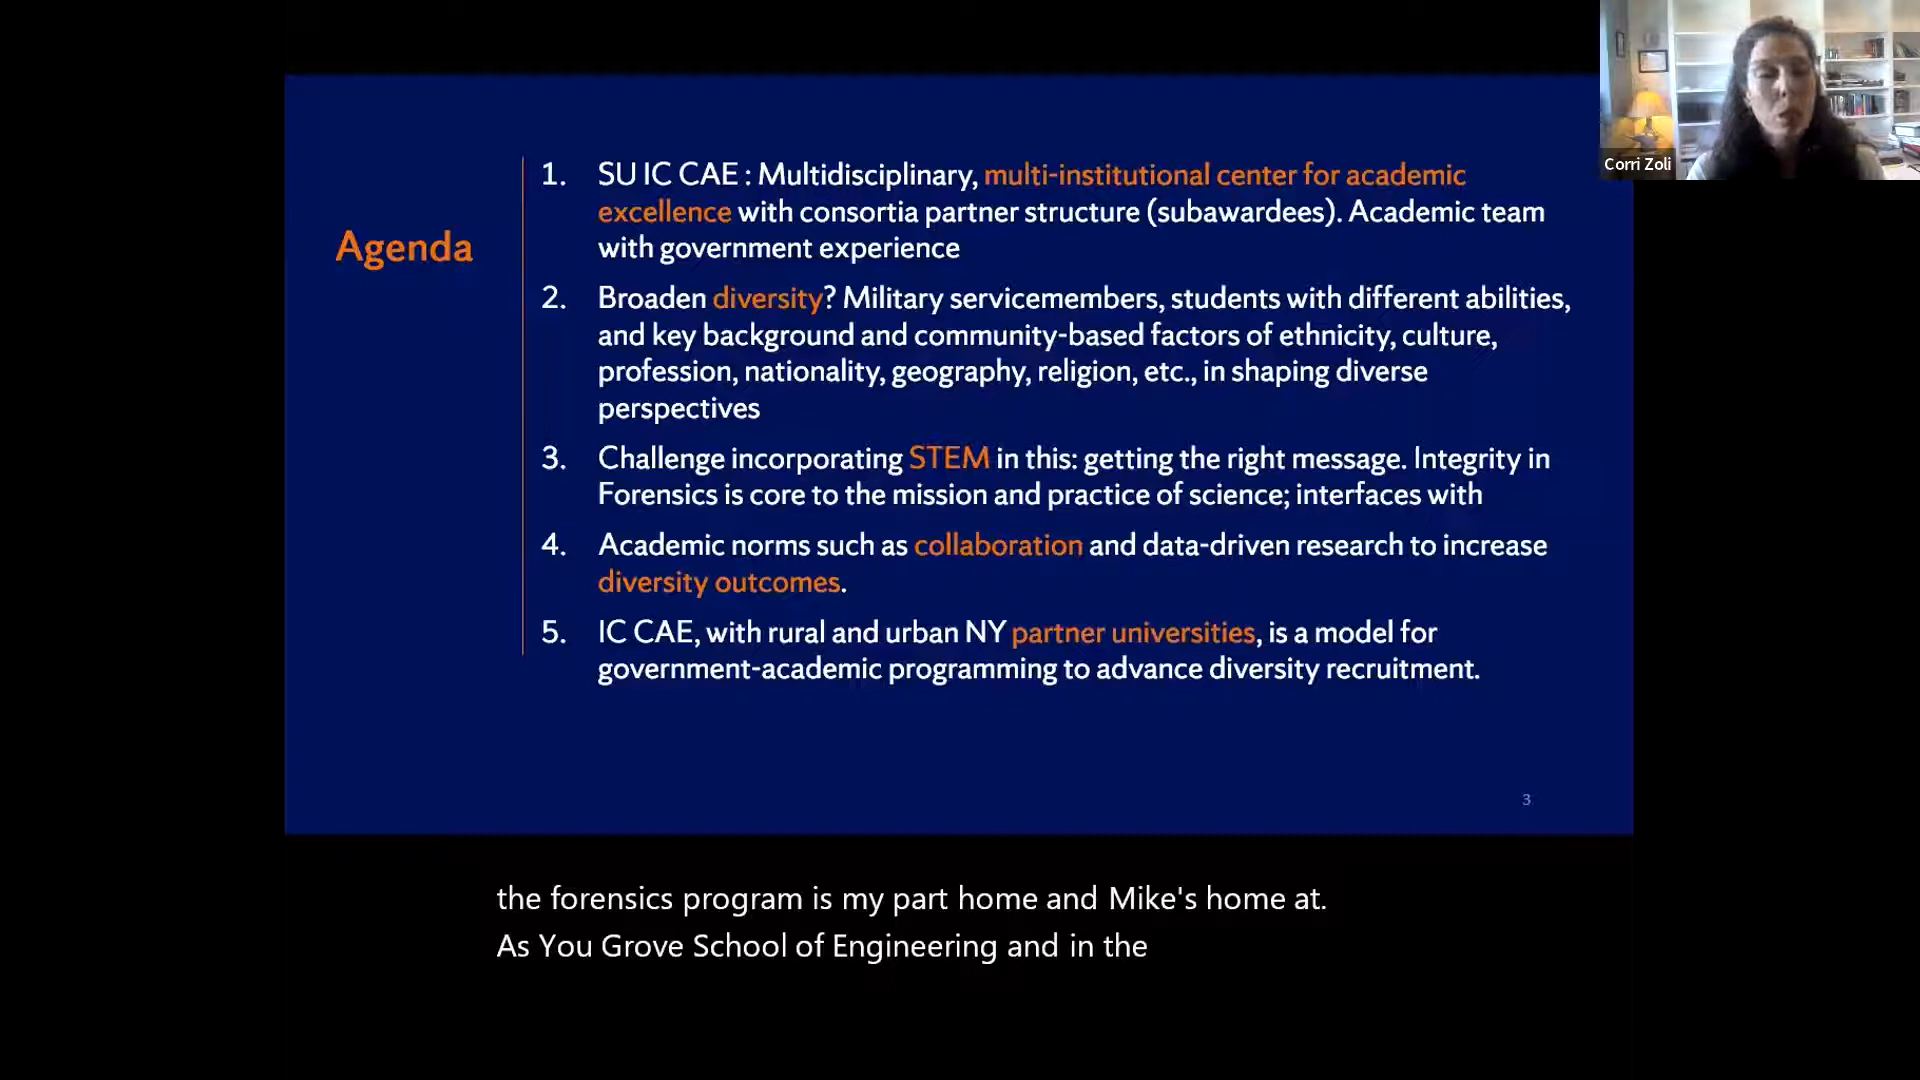 Corri Zoli
Agenda
1. SU IC CAE : Multidisciplinary, multi-institutional center for academic
excellence with consortia partner structure (subawardees). Academic team
with government experience
2. Broaden diversity? Military servicemembers, students with different abilities,
and key background and community-based factors of ethnicity, culture,
profession, nationality, geography, religion, etc., in shaping diverse
perspectives
3. Challenge incorporating STEM in this: getting the right message. Integrity in
Forensics is core to the mission and practice of science; interfaces with
4. Academic norms such as collaboration and data-driven research to increase
diversity outcomes.
5. IC CAE, with rural and urban NY partner universities, is a model for
government-academic programming to advance diversity recruitment.
3
the forensics program is my part home and Mike's home at.
As You Grove School of Engineering and in the